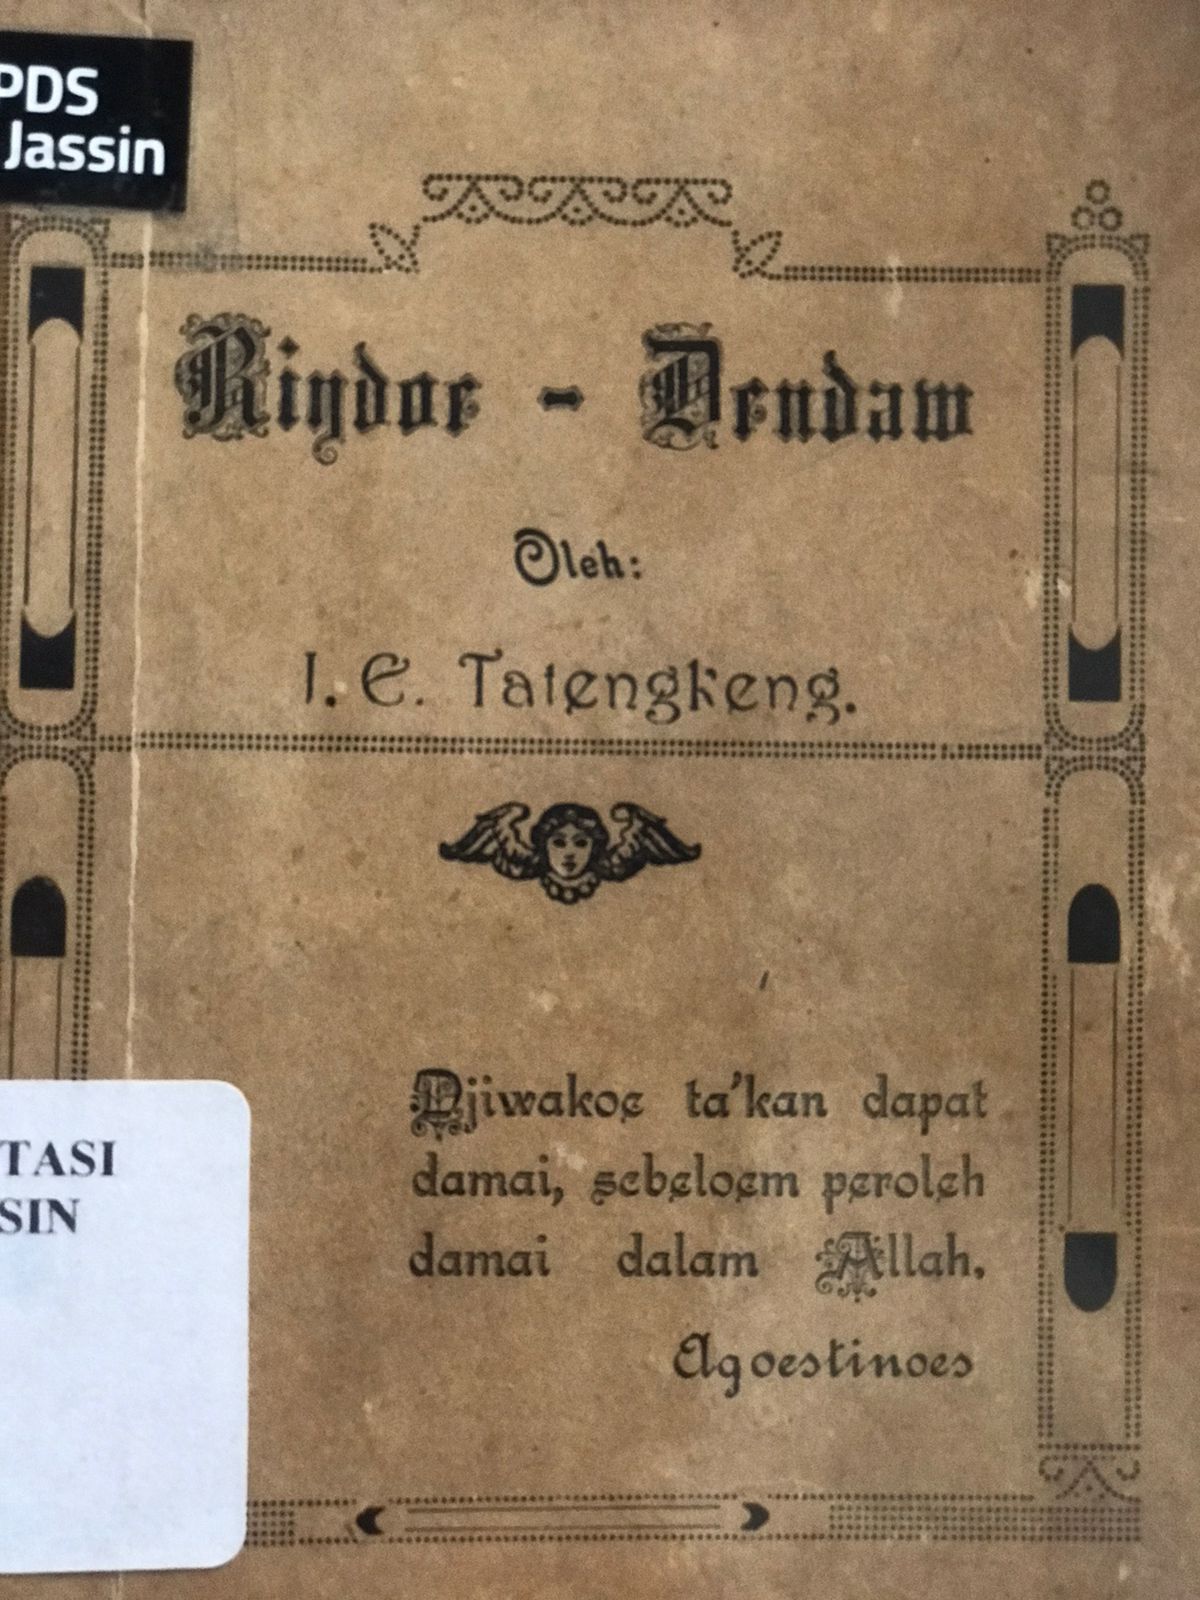 PDS
Jassin
Rindoe - Dendam
Oleh:
J. E. Tatengkeng.
Djiwakoe ta'kan dapat
damai, sebeloem peroleh
damai dalam Allah.
Agoestinoes
TASI
SIN